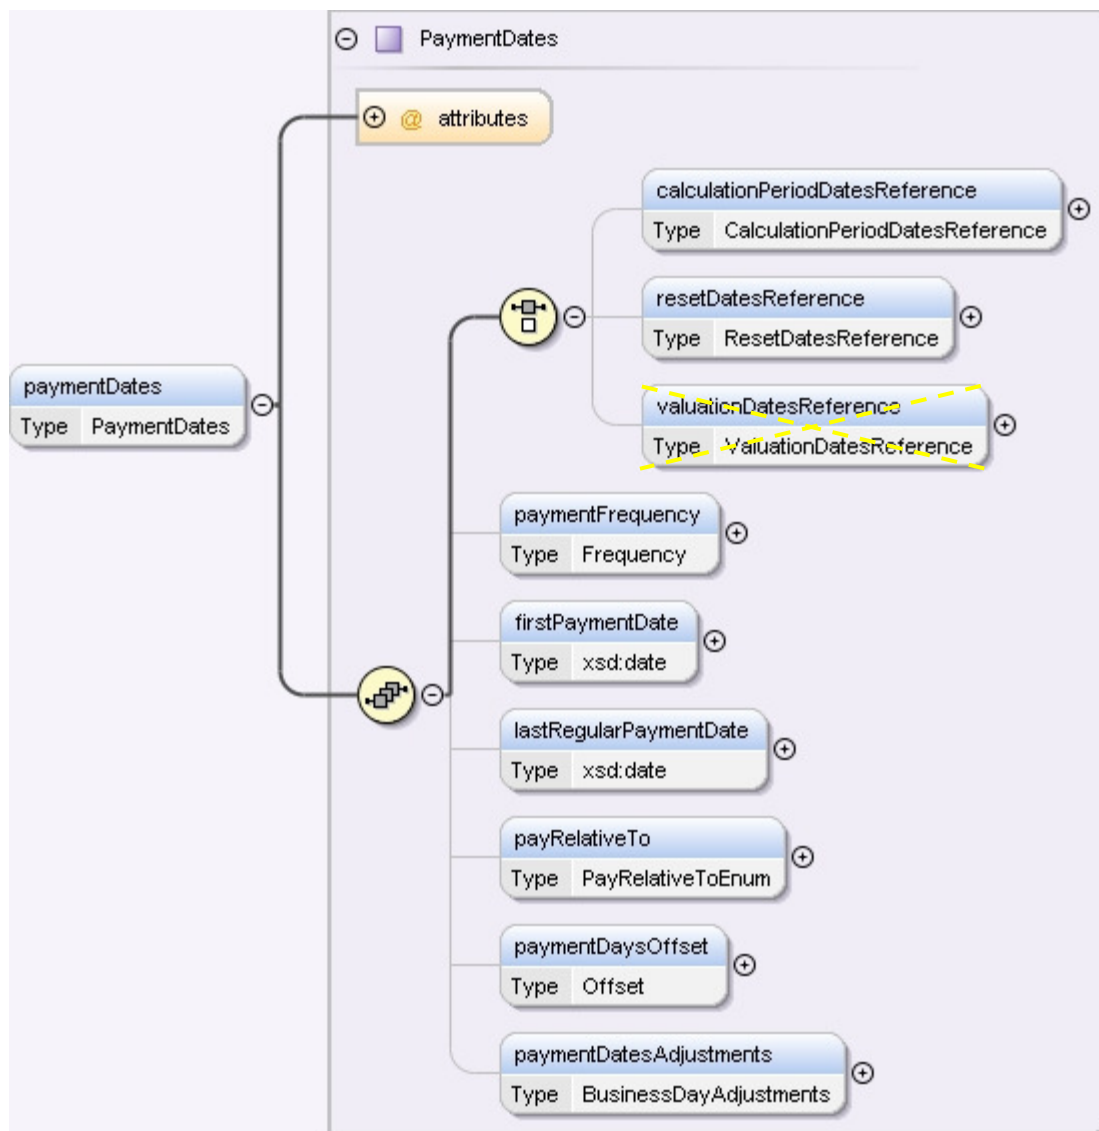 PaymentDates
@ attributes
calculationPeriodDatesReference
Type CalculationPeriodDatesReference
resetDatesReference
Type ResetDatesReference
paymentDates
Type PaymentDates
valuationDatesReference
Type ValuationDatesReference
paymentFrequency
Type Frequency
firstPaymentDate
Type xsd:date
lastRegularPaymentDate
Type xsd:date
payRelativeTo
Type PayRelativeToEnum
paymentDaysOffset
Type Offset
paymentDatesAdjustments
Type BusinessDayAdjustments